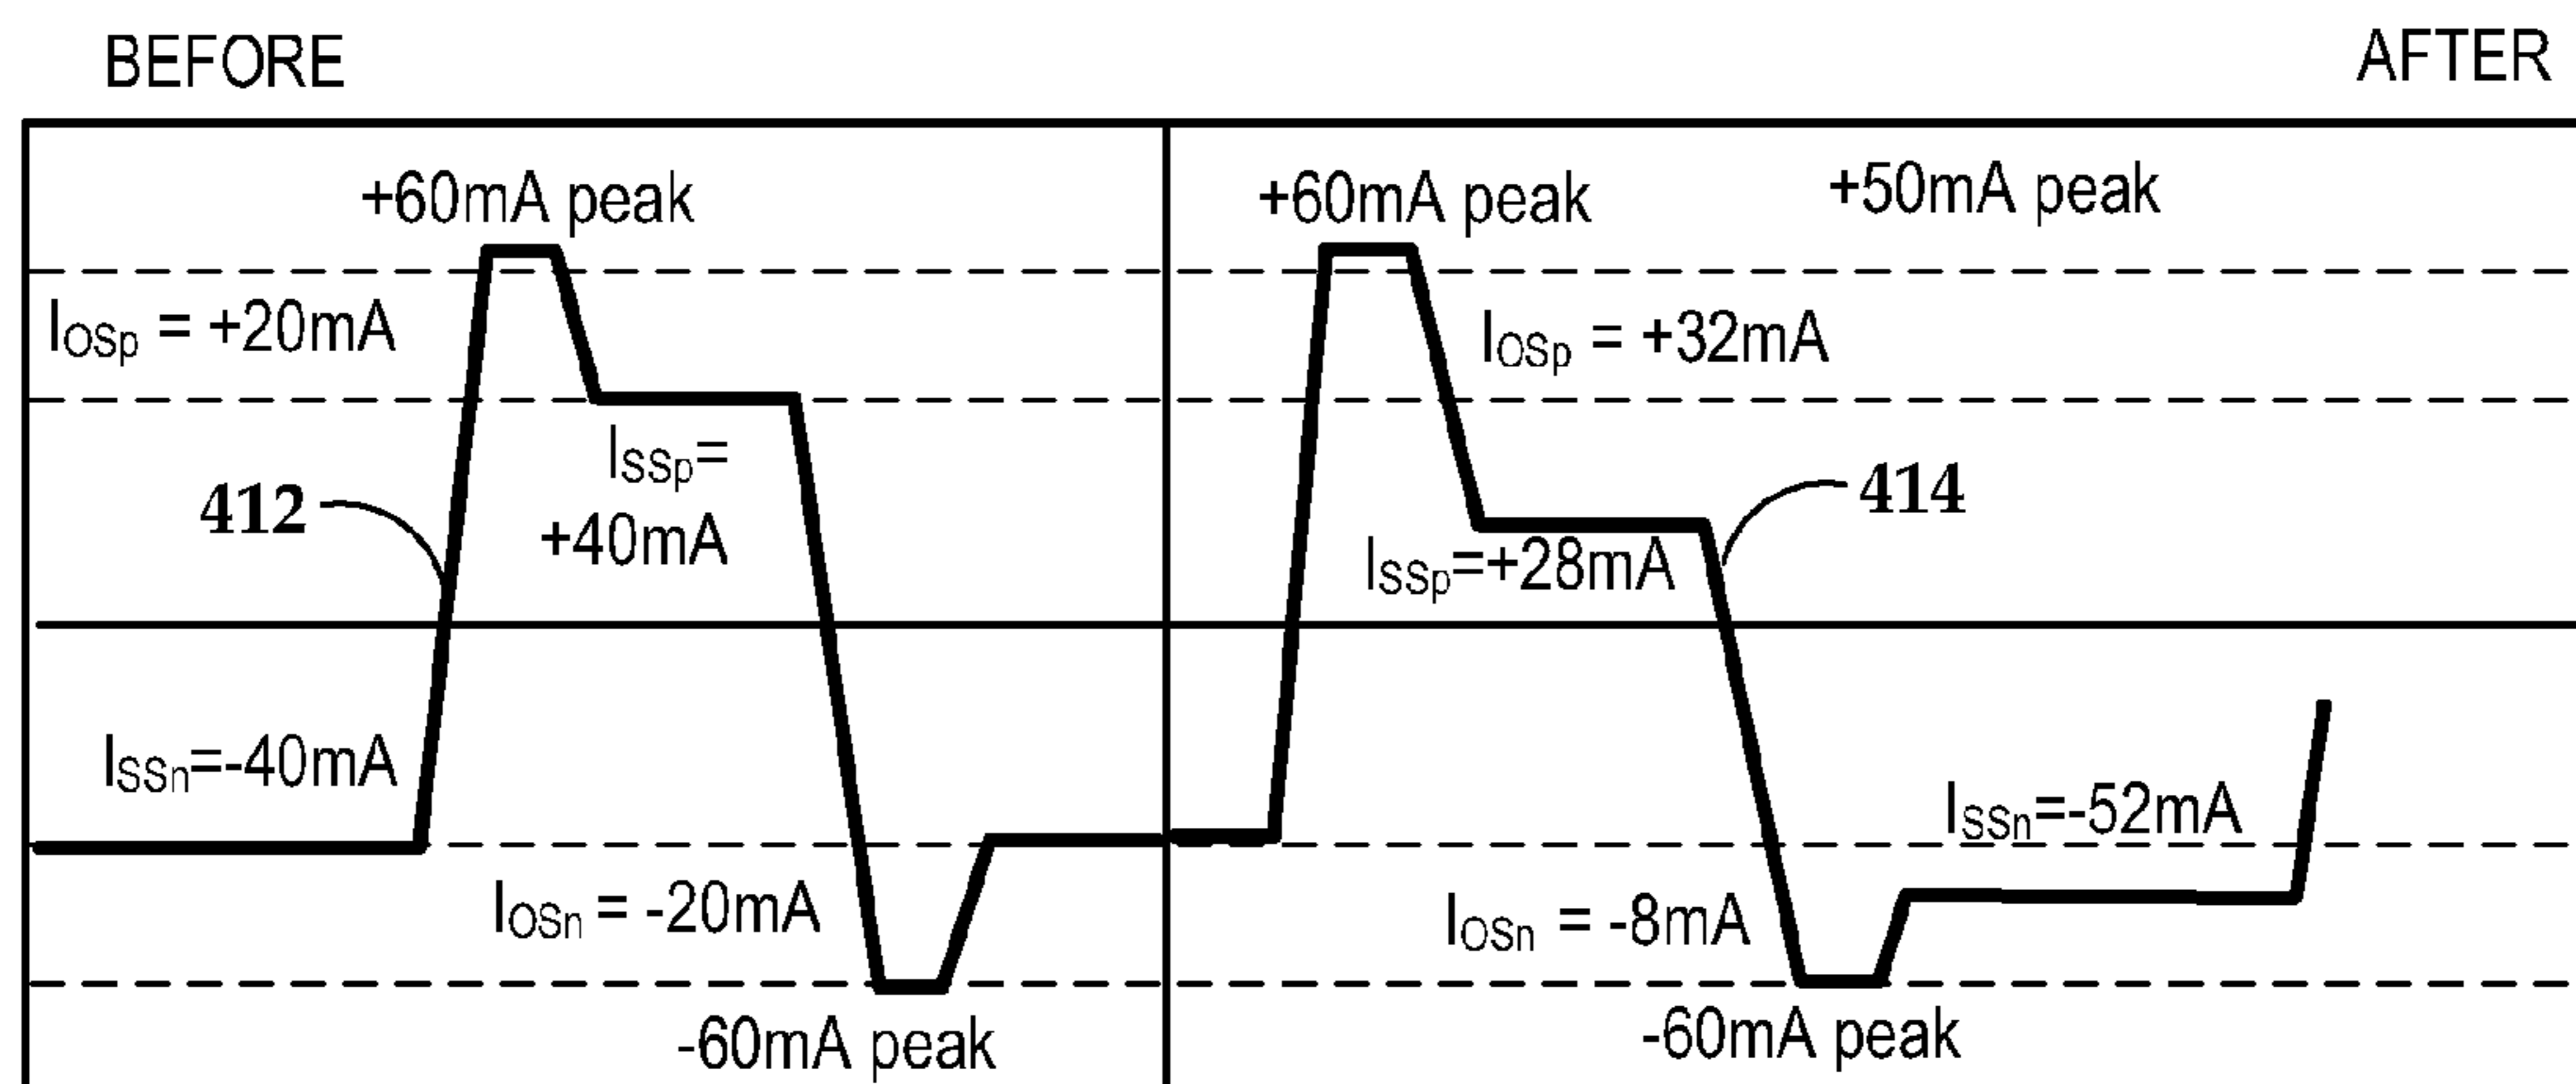 BEFORE
AFTER
+60mA peak
IOSp = +20mA
ISSp=
+40mA
412
ISSn=-40mA
IOSn = -20mA
-60mA peak
+60mA peak
+50mA peak
IOSp = +32mA
414
ISSp=+28mA
ISSn=-52mA
IOSn = -8mA
-60mA peak